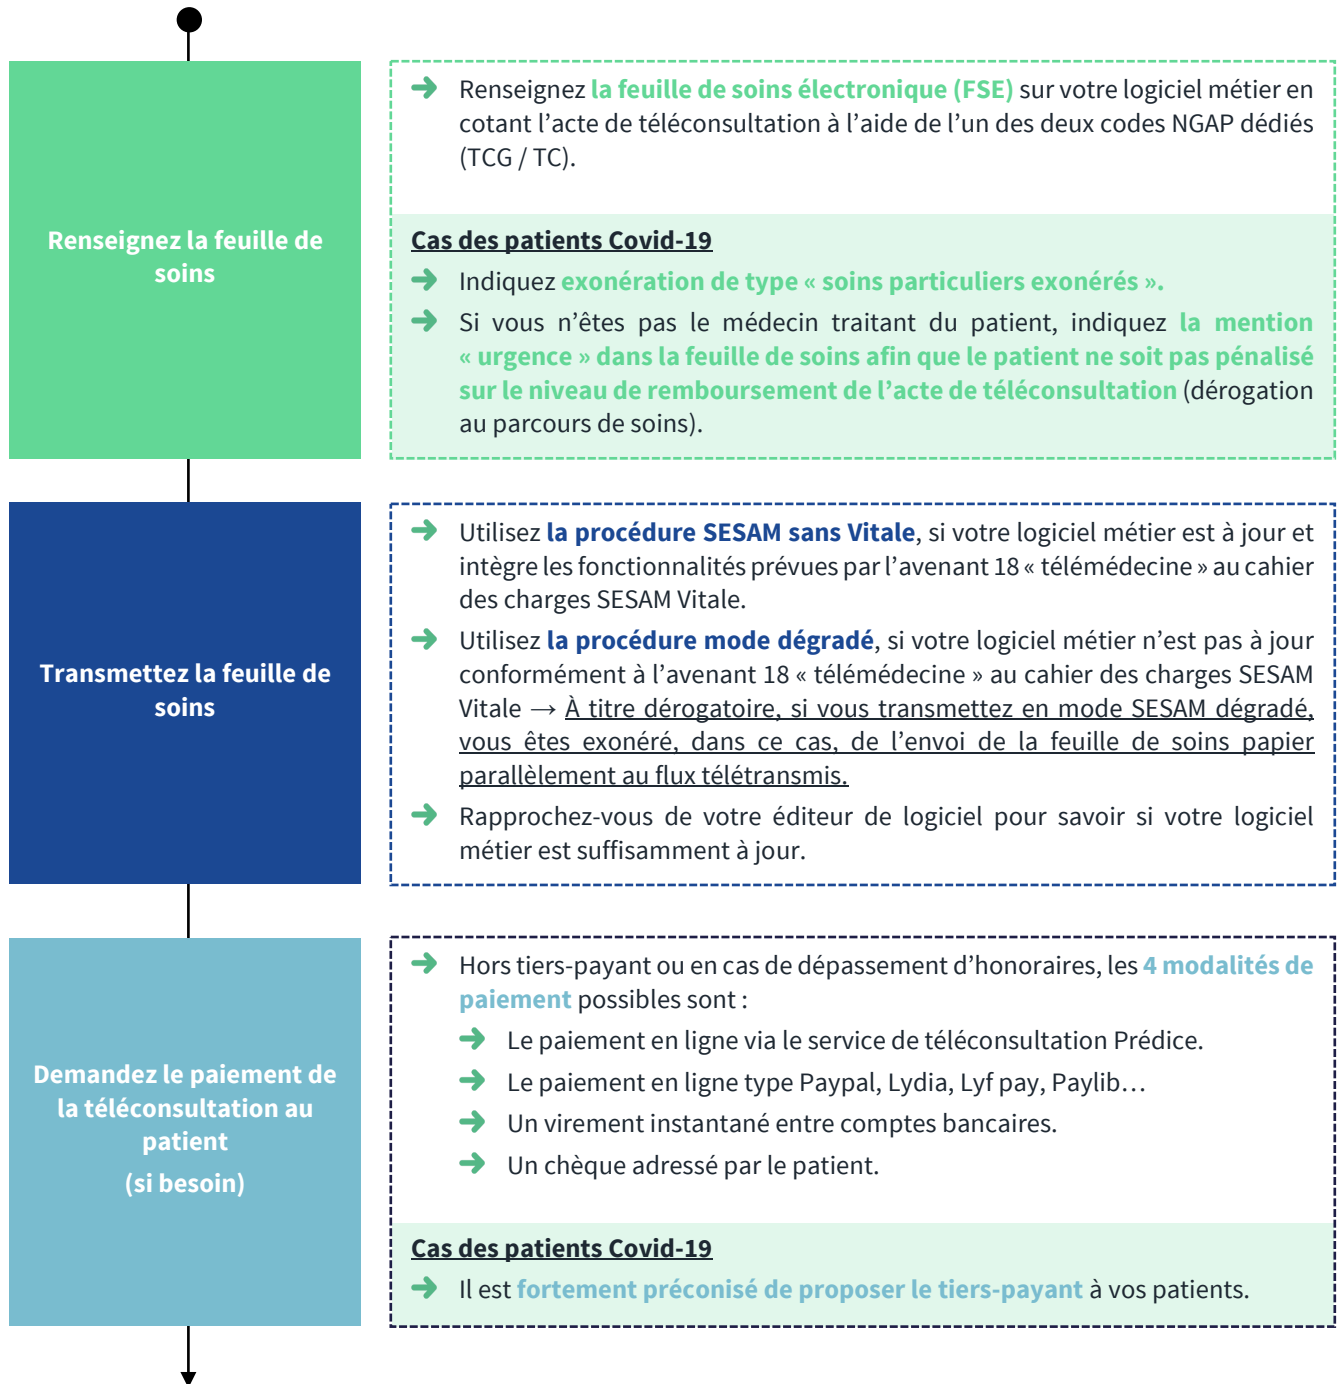 Renseignez la feuille de
soins
Renseignez la feuille de soins électronique (FSE) sur votre logiciel métier en
cotant l’acte de téléconsultation à l’aide de l’un des deux codes NGAP dédiés
(TCG / TC).
Cas des patients Covid-19
Indiquez exonération de type « soins particuliers exonérés ».
Si vous n’êtes pas le médecin traitant du patient, indiquez la mention
« urgence » dans la feuille de soins afin que le patient ne soit pas pénalisé
sur le niveau de remboursement de l’acte de téléconsultation (dérogation
au parcours de soins).
Transmettez la feuille de
soins
Utilisez la procédure SESAM sans Vitale, si votre logiciel métier est à jour et
intègre les fonctionnalités prévues par l’avenant 18 « télémédecine » au cahier
des charges SESAM Vitale.
Utilisez la procédure mode dégradé, si votre logiciel métier n’est pas à jour
conformément à l’avenant 18 « télémédecine » au cahier des charges SESAM
Vitale → À titre dérogatoire, si vous transmettez en mode SESAM dégradé,
vous êtes exonéré, dans ce cas, de l’envoi de la feuille de soins papier
parallèlement au flux télétransmis.
Rapprochez-vous de votre éditeur de logiciel pour savoir si votre logiciel
métier est suffisamment à jour.
Demandez le paiement de
la téléconsultation au
patient
(si besoin)
Hors tiers-payant ou en cas de dépassement d’honoraires, les 4 modalités de
paiement possibles sont :
Le paiement en ligne via le service de téléconsultation Prédice.
Le paiement en ligne type Paypal, Lydia, Lyf pay, Paylib…
Un virement instantané entre comptes bancaires.
Un chèque adressé par le patient.
Cas des patients Covid-19
Il est fortement préconisé de proposer le tiers-payant à vos patients.